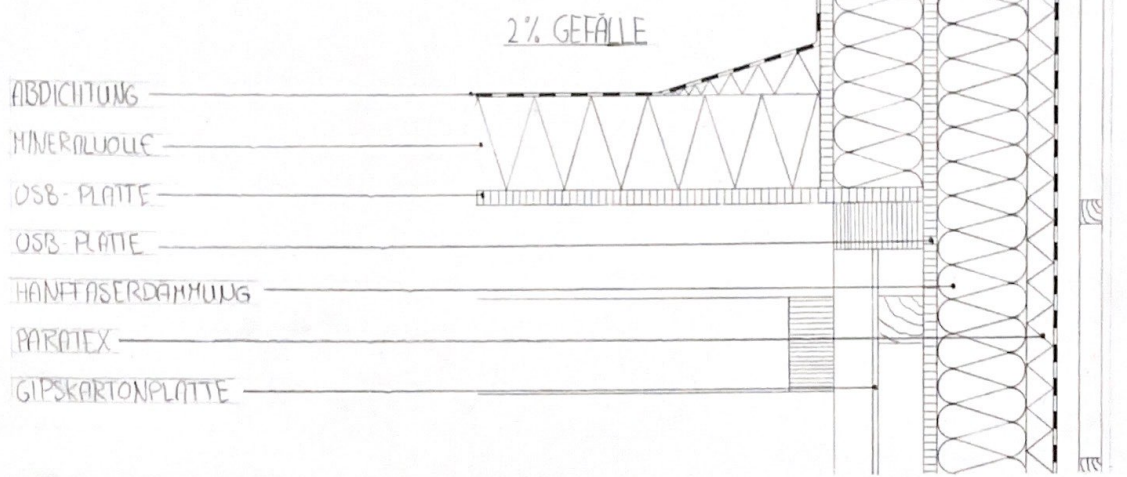 2% GEFÄLLE
ABDICHTUNG
MINERALWOLLE
OSB-PLATTE
OSB-PLATTE
HANFFASERDÄMMUNG
PARATEX
GIPSKARTONPLATTE